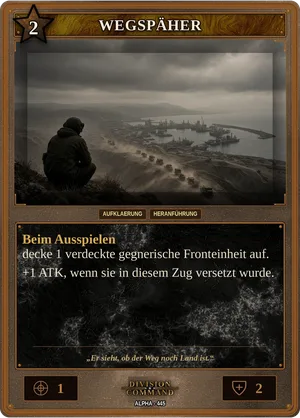 2
WEGSPÄHER
AUFKLAERUNG HERANFÜHRUNG
Beim Ausspielen
decke 1 verdeckte gegnerische Fronteinheit auf.
+1 ATK, wenn sie in diesem Zug versetzt wurde.
„Er sieht, ob der Weg noch Land ist.“
1
DIVISION
COMMAND
ALPHA . 445
2